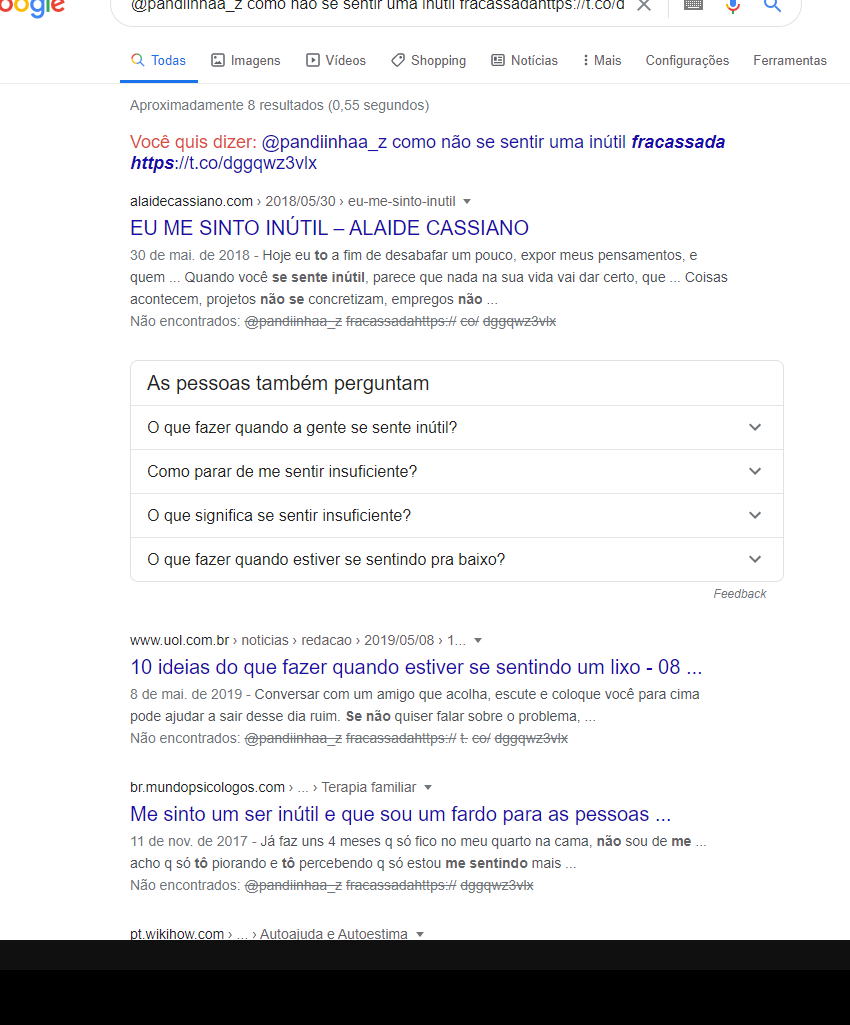 oogle
@pandiinhaa_z como não se sentir uma inútil fracassadahttps://t.co/d
Todas Imagens Vídeos Shopping Notícias Mais Configurações Ferramentas
Aproximadamente 8 resultados (0,55 segundos)
Você quis dizer: @pandiinhaa_z como não se sentir uma inútil fracassada
https://t.co/dggqwz3vlx
alaidecassiano.com › 2018/05/30 › eu-me-sinto-inutil
EU ME SINTO INÚTIL – ALAIDE CASSIANO
30 de mai. de 2018 - Hoje eu to a fim de desabafar um pouco, expor meus pensamentos, e
quem ... Quando você se sente inútil, parece que nada na sua vida vai dar certo, que ... Coisas
acontecem, projetos não se concretizam, empregos não ...
Não encontrados: @pandiinhaa_z fracassadahttps:// co/ dggqwz3vlx
As pessoas também perguntam
O que fazer quando a gente se sente inútil?
Como parar de me sentir insuficiente?
O que significa se sentir insuficiente?
O que fazer quando estiver se sentindo pra baixo?
Feedback
www.uol.com.br › noticias › redacao › 2019/05/08 › 1...
10 ideias do que fazer quando estiver se sentindo um lixo - 08 ...
8 de mai. de 2019 - Conversar com um amigo que acolha, escute e coloque você para cima
pode ajudar a sair desse dia ruim. Se não quiser falar sobre o problema, ...
Não encontrados: @pandiinhaa_z fracassadahttps:// t. co/ dggqwz3vlx
br.mundopsicologos.com › ... › Terapia familiar
Me sinto um ser inútil e que sou um fardo para as pessoas ...
11 de nov. de 2017 - Já faz uns 4 meses q só fico no meu quarto na cama, não sou de me ...
acho q só tô piorando e tô percebendo q só estou me sentindo mais ...
Não encontrados: @pandiinhaa_z fracassadahttps:// dggqwz3vlx
pt.wikihow.com › ... › Autoajuda e Autoestima